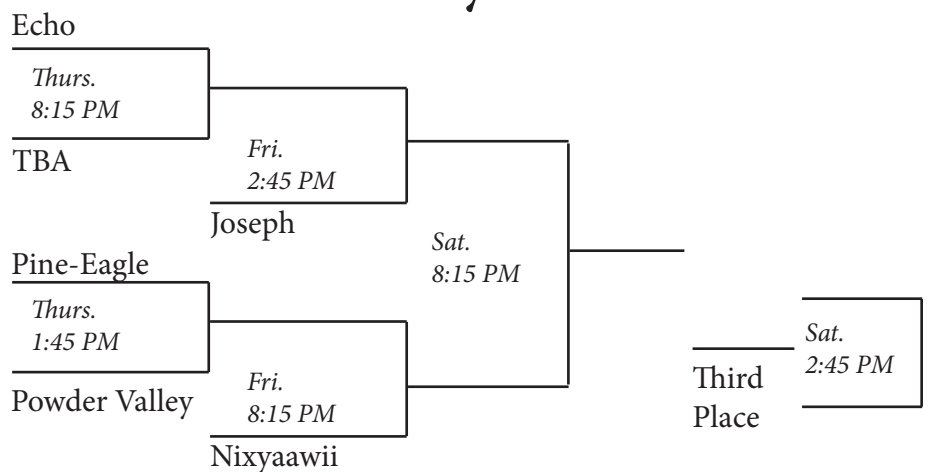 Echo
Thurs.
8:15 PM
TBA
Fri.
2:45 PM
Joseph
Sat.
8:15 PM
Pine-Eagle
Thurs.
1:45 PM
Powder Valley
Fri.
8:15 PM
Nixyaawii
Sat.
2:45 PM
Third
Place